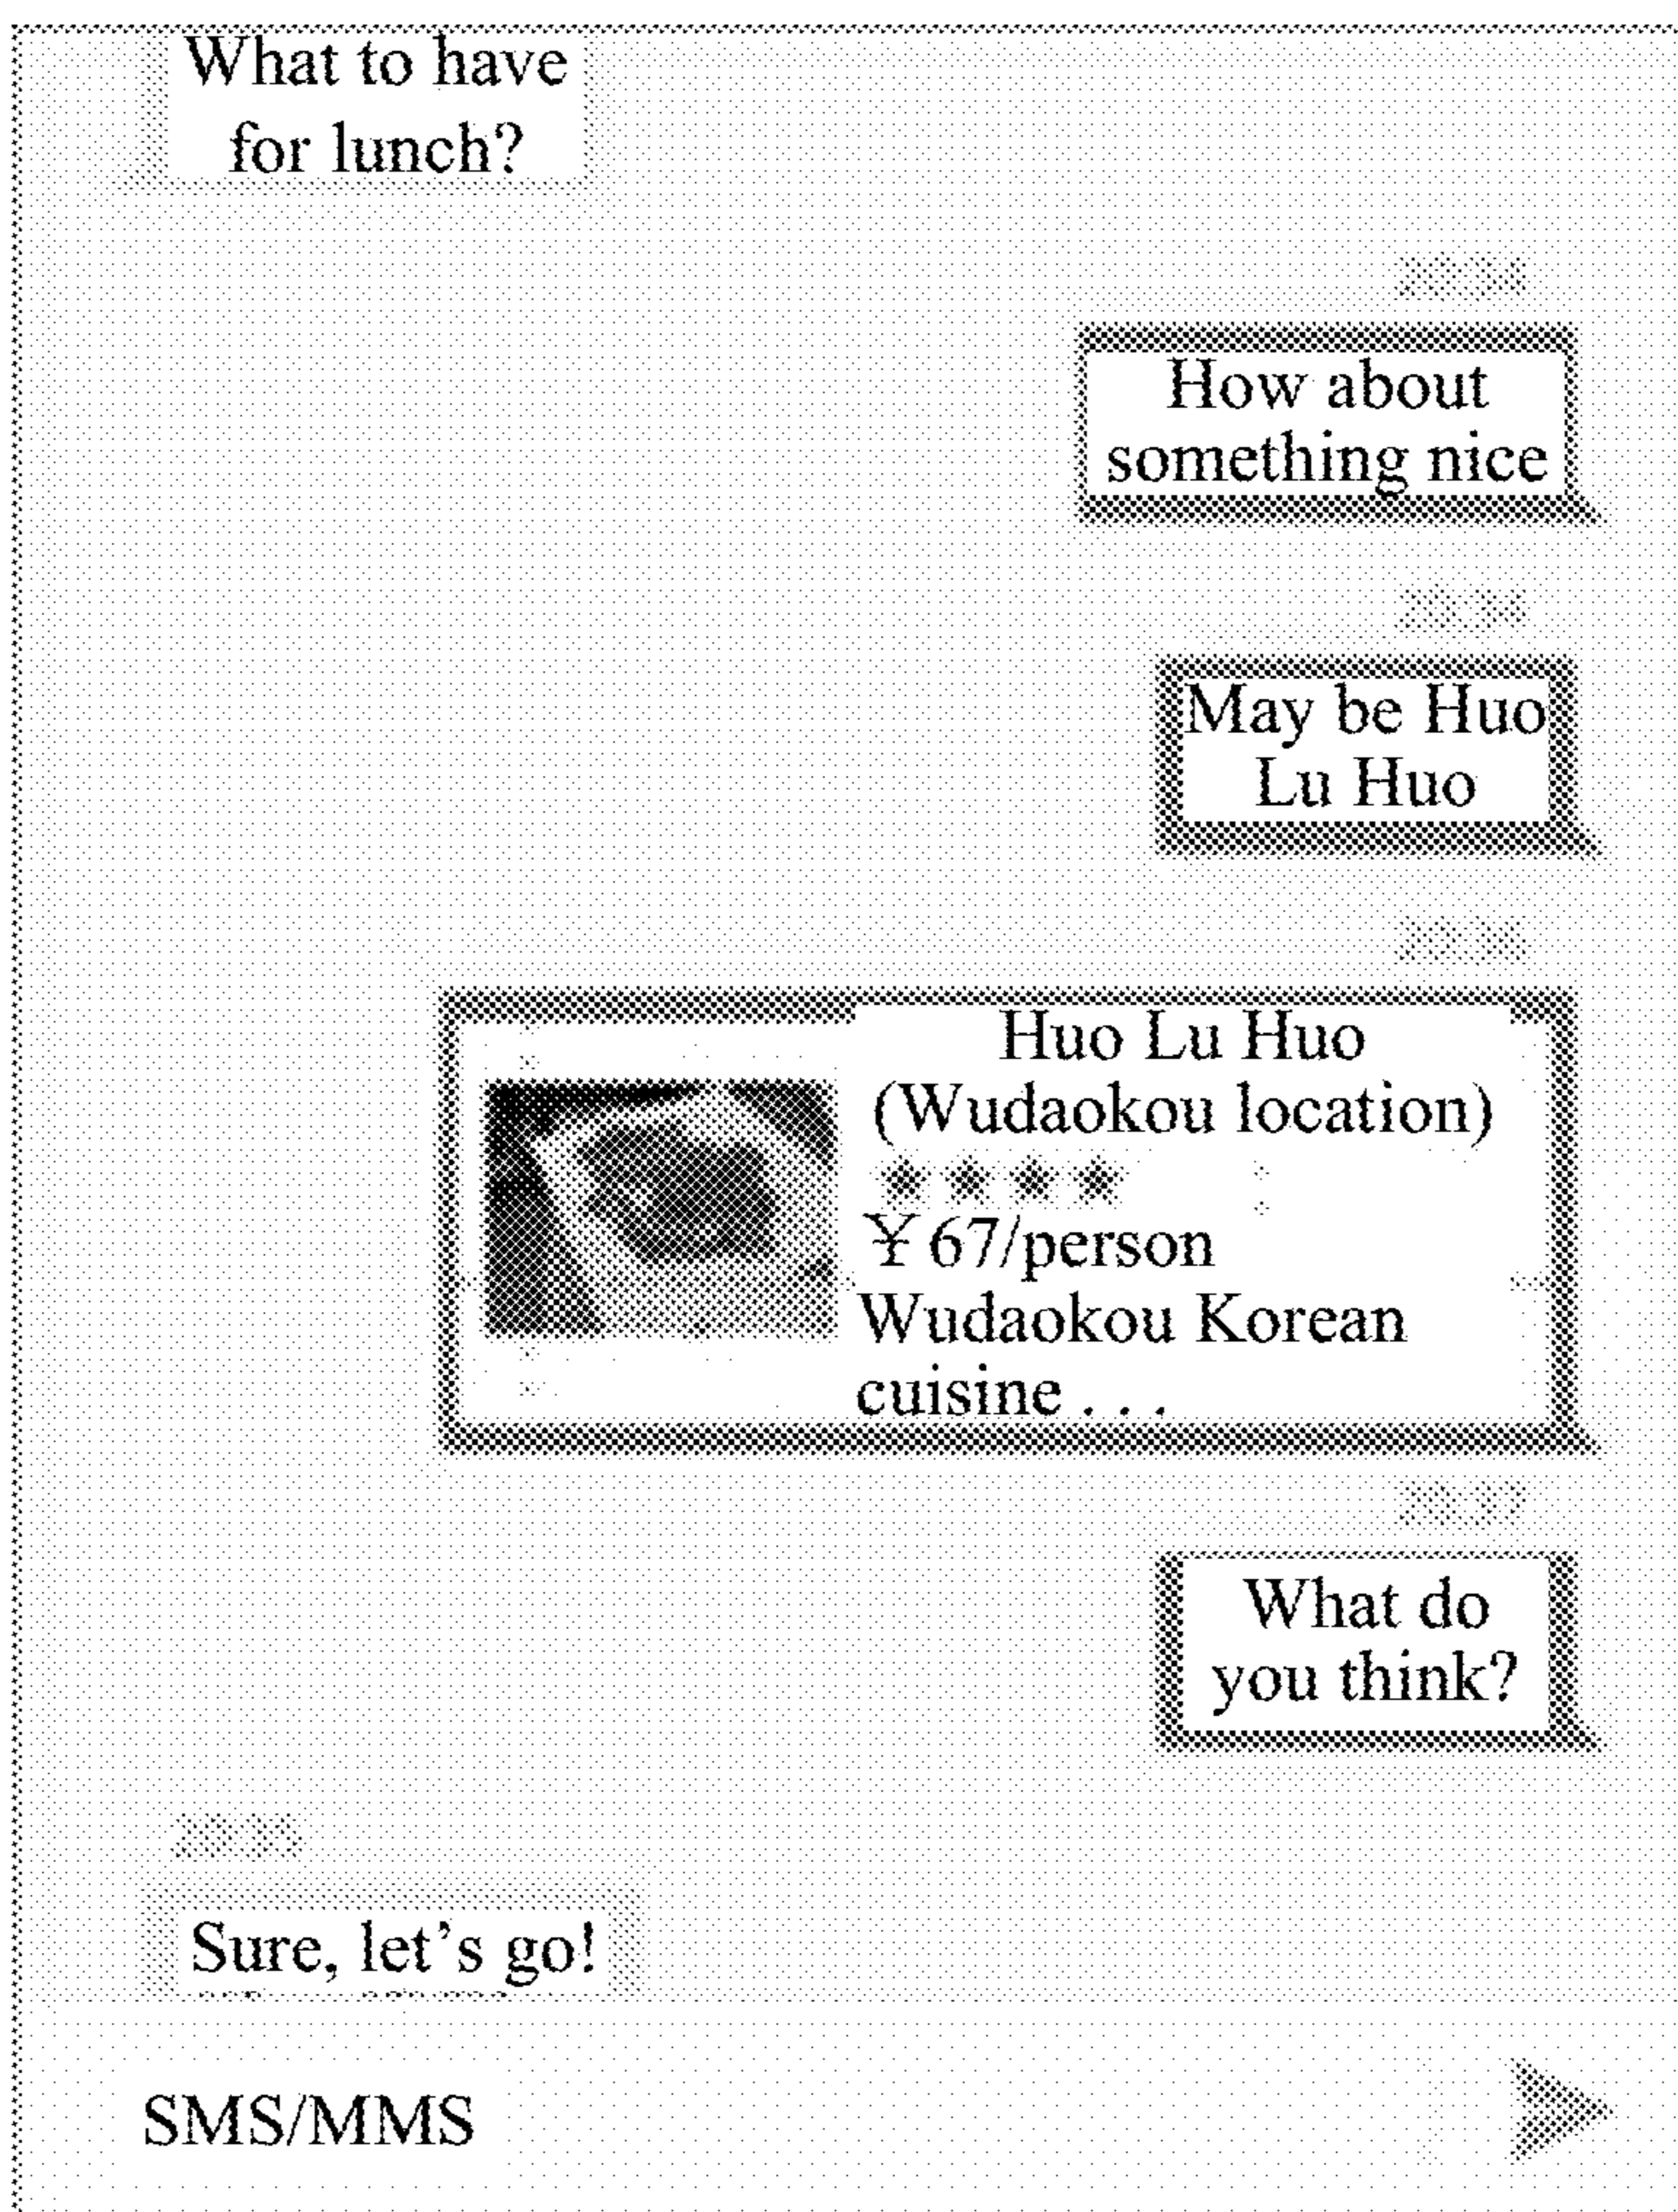 What to have
for lunch?
How about
something nice
May be Huo
Lu Huo
Huo Lu Huo
(Wudaokou location)
¥67/person
Wudaokou Korean
cuisine . . .
What do
you think?
Sure, let’s go!
SMS/MMS